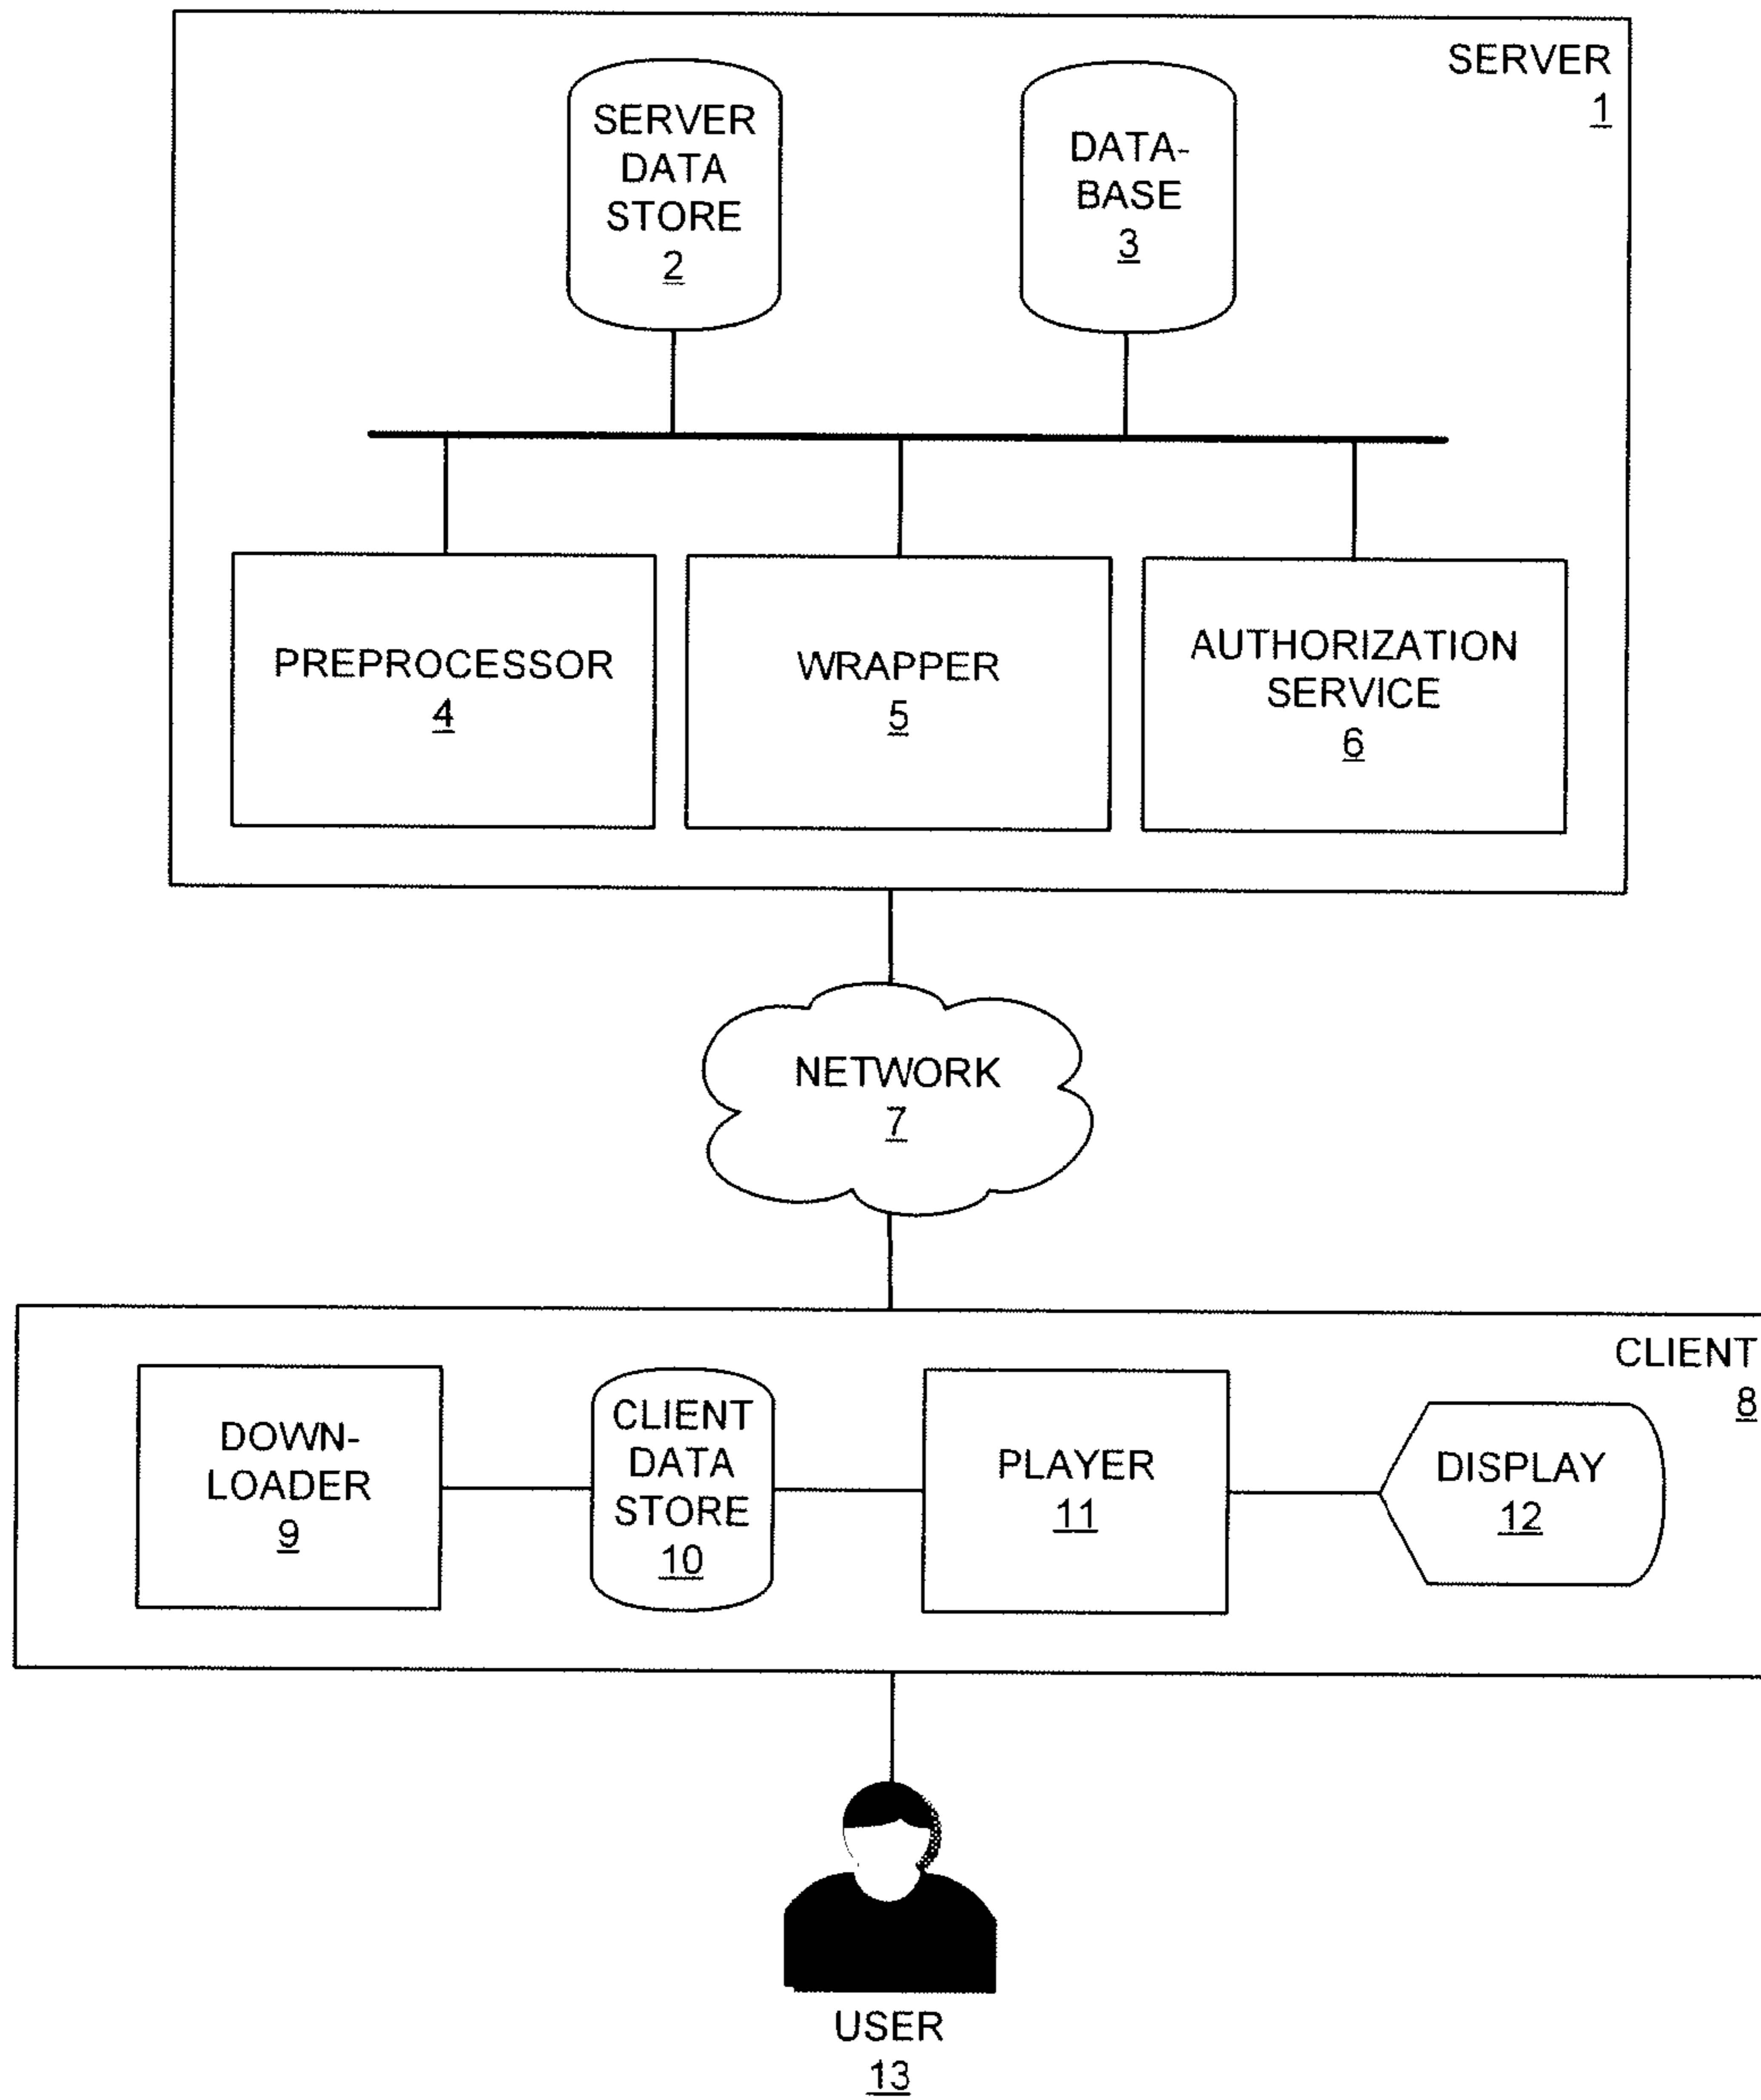 SERVER
1
SERVER
DATA
STORE
2
DATA-
BASE
3
PREPROCESSOR
4
WRAPPER
5
AUTHORIZATION
SERVICE
6
NETWORK
7
CLIENT
8
DOWN-
LOADER
9
CLIENT
DATA
STORE
10
PLAYER
11
DISPLAY
12
USER
13